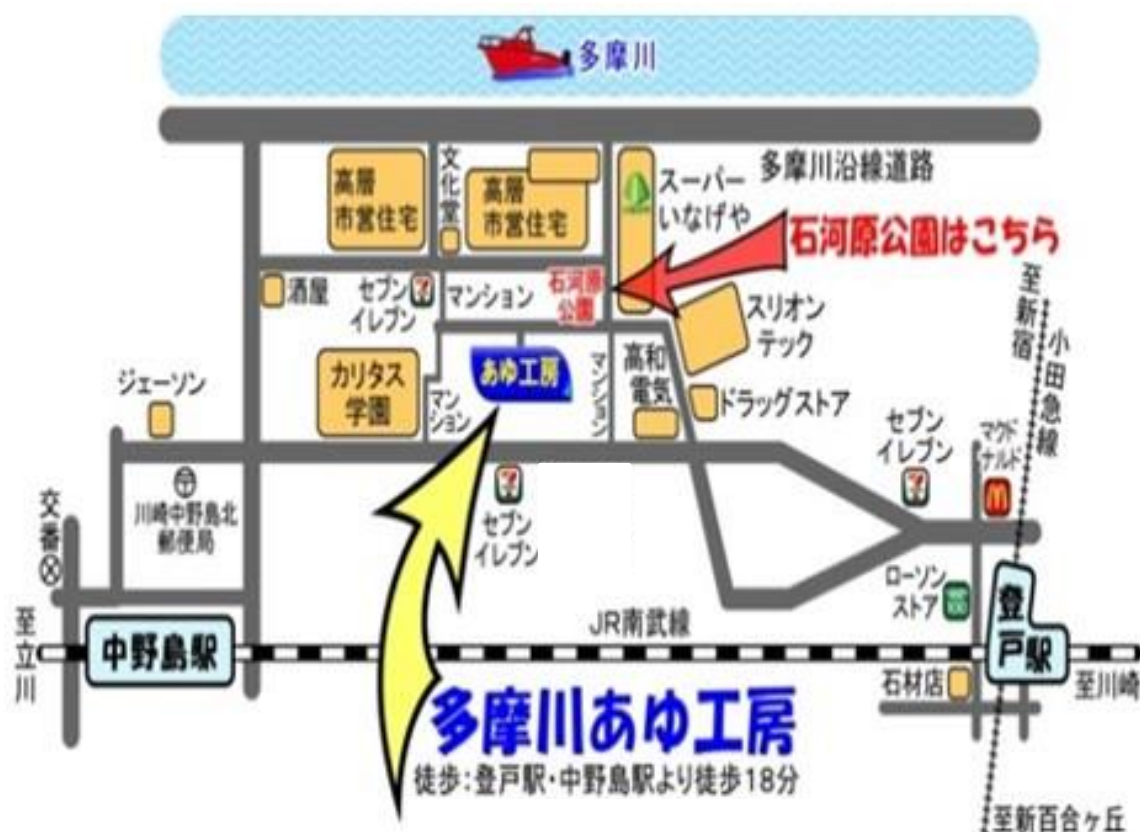 多摩川
多摩川沿線道路
高層
市営住宅
文化堂
高層
市営住宅
スーパー
いなげや
石河原公園はこちら
至新宿
小田急線
酒屋
セブン
イレブン
マンション
石河原
公園
スリオン
テック
ジェーソン
カリタス
学園
マンション
あゆ工房
マンション
高和
電気
ドラッグストア
セブン
イレブン
マクド
ナルド
交番
川崎中野島北
郵便局
セブン
イレブン
ローソン
ストア
登戸駅
至立川
中野島駅
JR南武線
至川崎
石材店
多摩川あゆ工房
徒歩:登戸駅・中野島駅より徒歩18分
至新百合ヶ丘